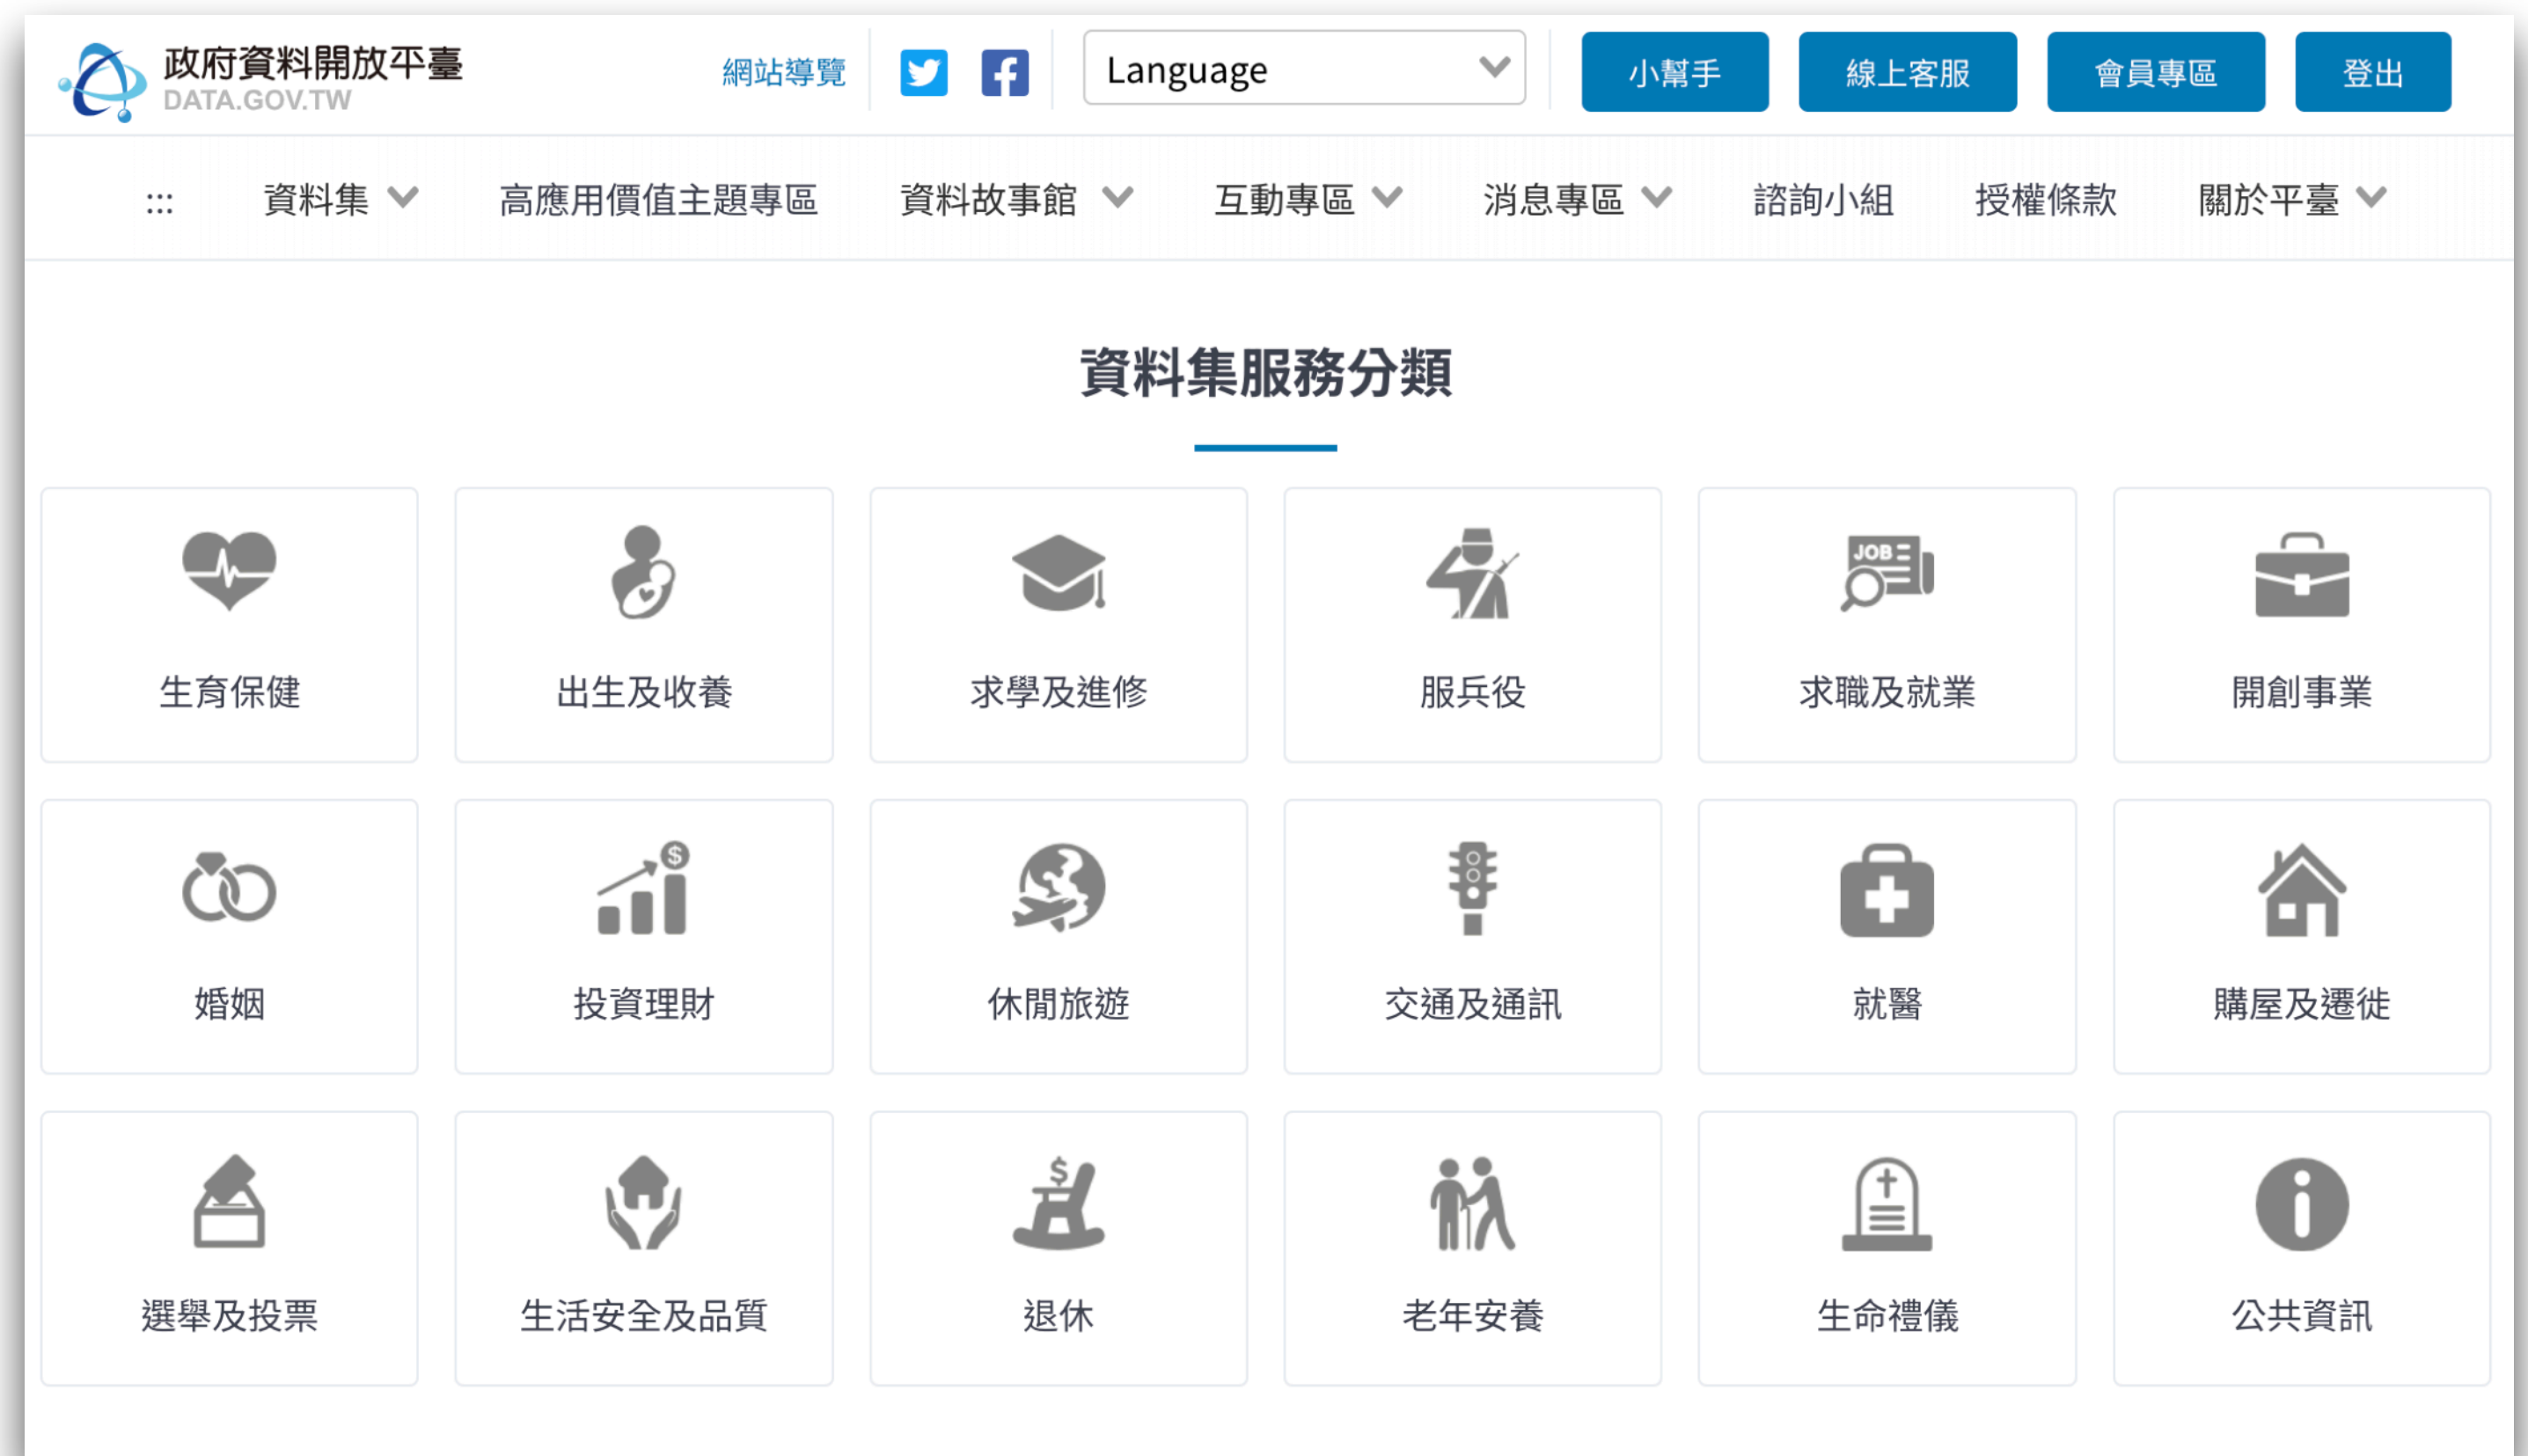 政府資料開放平臺
DATA.GOV.TW
網站導覽
Language
小幫手
線上客服
會員專區
登出
:::
資料集
高應用價值主題專區
資料故事館
互動專區
消息專區
諮詢小組
授權條款
關於平臺
資料集服務分類
生育保健
出生及收養
求學及進修
服兵役
JOB
求職及就業
開創事業
婚姻
$
投資理財
休閒旅遊
交通及通訊
就醫
購屋及遷徙
選舉及投票
生活安全及品質
$
退休
老年安養
生命禮儀
公共資訊